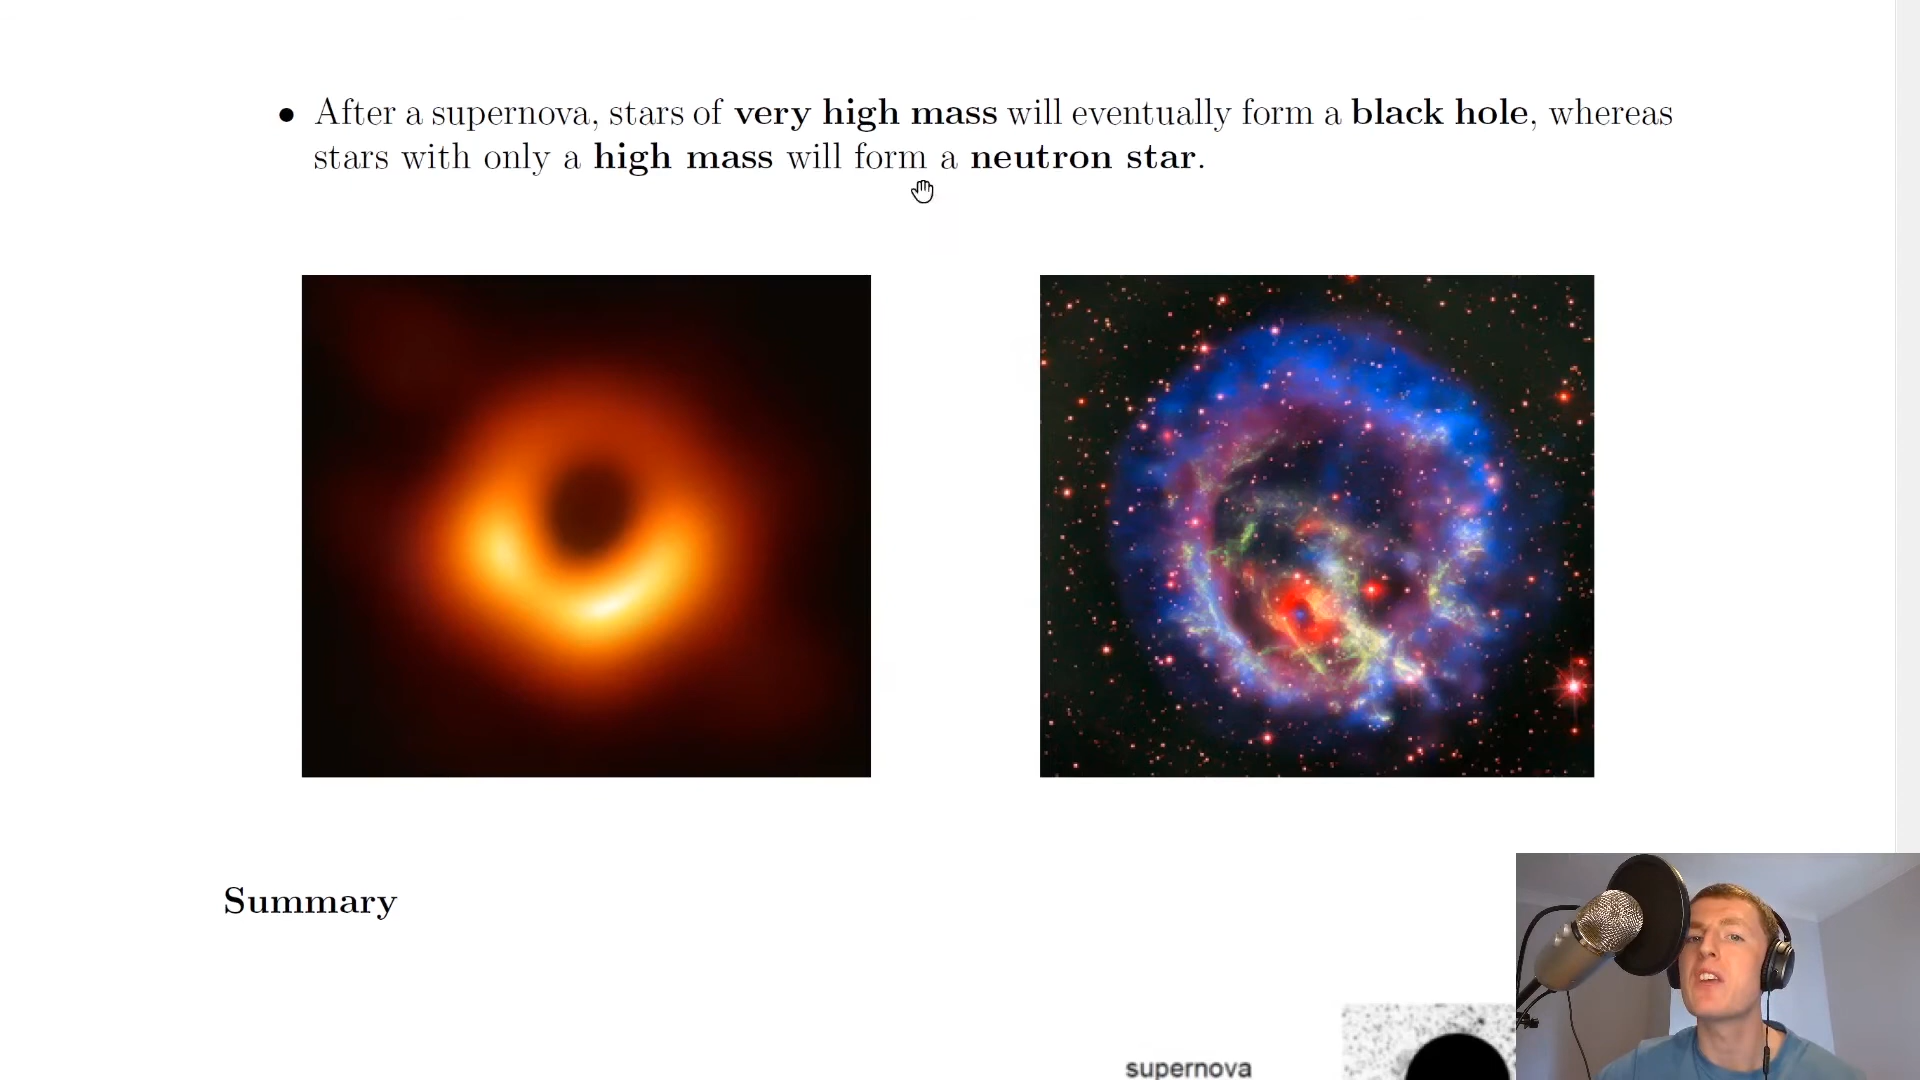 • After a supernova, stars of very high mass will eventually form a black hole, whereas
stars with only a high mass will form a neutron star.
Summary
supernova